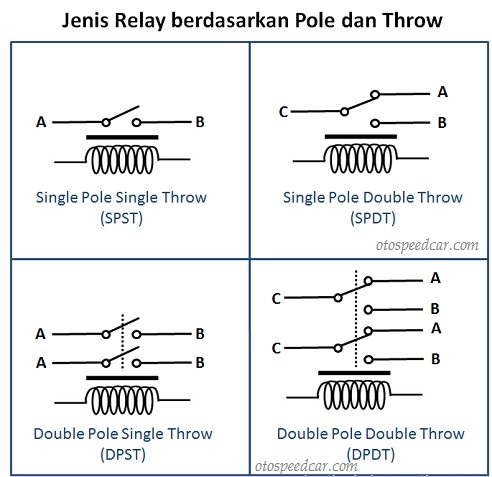 Jenis Relay berdasarkan Pole dan Throw
A B
Single Pole Single Throw
(SPST)
A
C
B
Single Pole Double Throw
(SPDT)
otospeedcar.com
A B
A B
Double Pole Single Throw
(DPST)
A
C
B
A
C
B
Double Pole Double Throw
(DPDT)
otospeedcar.com